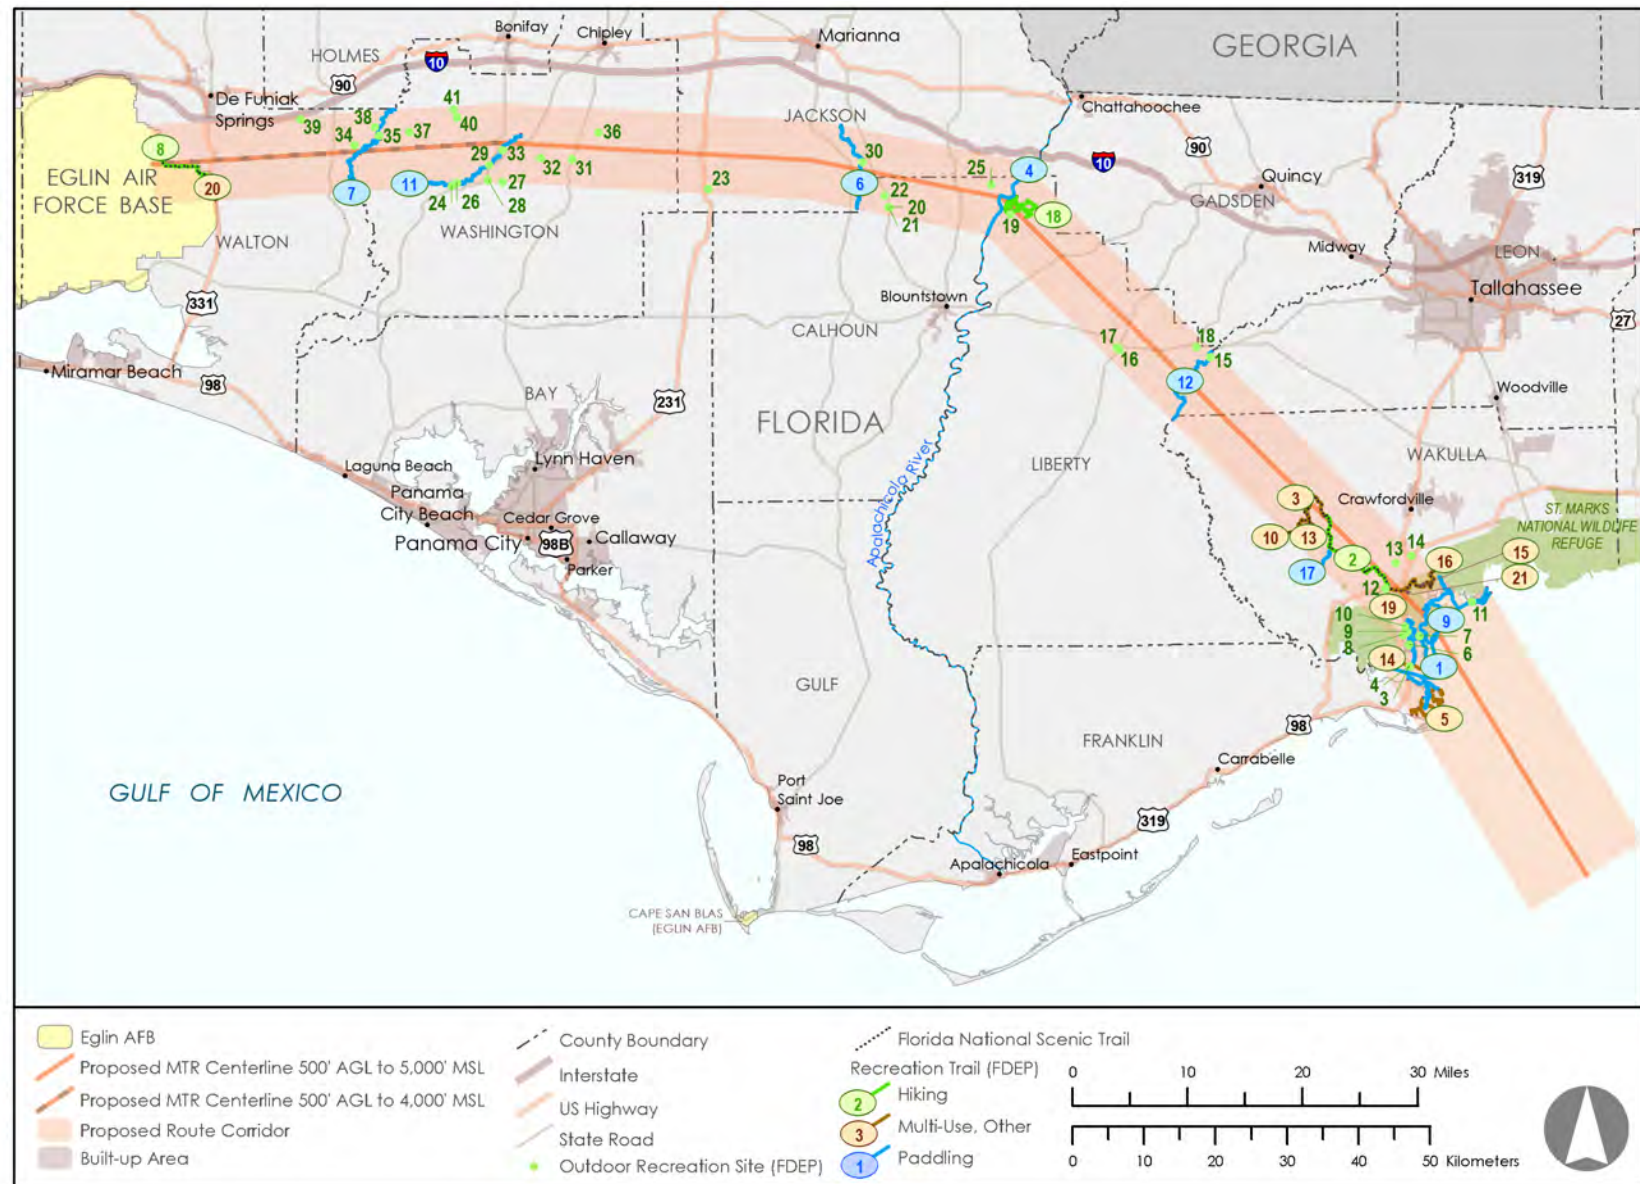 Bonifay
Chipley
Marianna
GEORGIA
HOLMES
10
90
De Funiak
Springs
41
40
39
38
37
36
35
34
33
JACKSON
Chattahoochee
10
90
Quincy
319
8
EGLIN AIR
FORCE BASE
20
7
11
29
32
31
30
25
4
24
26
27
28
23
6
22
20
21
19
18
GADSDEN
WALTON
WASHINGTON
Midway
LEON
Tallahassee
27
331
Blountstown
CALHOUN
17
16
18
15
12
Miramar Beach
98
BAY
231
FLORIDA
Woodville
Laguna Beach
Lynn Haven
Panama
City Beach
Cedar Grove
Panama City
98B
Callaway
Parker
Apalachicola River
LIBERTY
WAKULLA
Crawfordville
ST. MARKS
NATIONAL WILDLIFE
REFUGE
3
10
13
2
17
13
14
16
15
21
12
19
10
9
8
9
11
7
6
14
1
4
3
5
GULF
FRANKLIN
98
Carrabelle
GULF OF MEXICO
Port
Saint Joe
319
98
Apalachicola
Eastpoint
CAPE SAN BLAS
(EGLIN AFB)
Eglin AFB
Proposed MTR Centerline 500' AGL to 5,000' MSL
Proposed MTR Centerline 500' AGL to 4,000' MSL
Proposed Route Corridor
Built-up Area
County Boundary
Interstate
US Highway
State Road
Outdoor Recreation Site (FDEP)
Florida National Scenic Trail
Recreation Trail (FDEP)
2 Hiking
3 Multi-Use, Other
1 Paddling
0 10 20 30 Miles
0 10 20 30 40 50 Kilometers